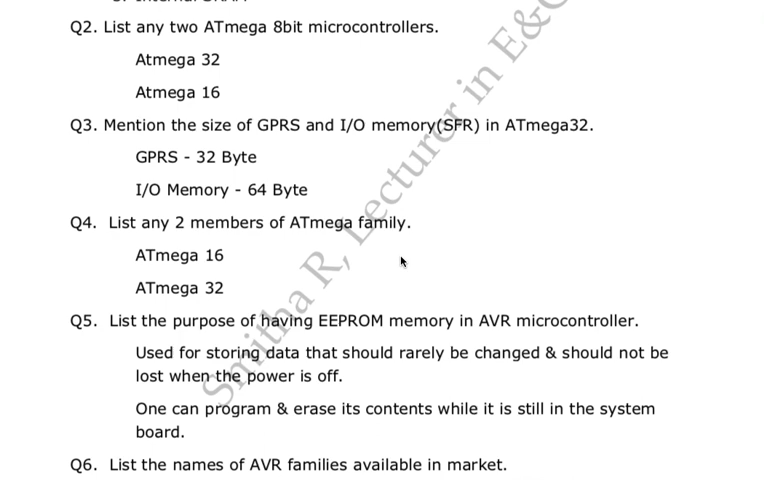 Q2. List any two ATmega 8bit microcontrollers.
Atmega 32
Atmega 16
Q3. Mention the size of GPRS and I/O memory(SFR) in ATmega32.
GPRS - 32 Byte
I/O Memory - 64 Byte
Q4. List any 2 members of ATmega family.
ATmega 16
ATmega 32
Q5. List the purpose of having EEPROM memory in AVR microcontroller.
Used for storing data that should rarely be changed & should not be
lost when the power is off.
One can program & erase its contents while it is still in the system
board.
Q6. List the names of AVR families available in market.
Smitha R, Lecturer in E&C